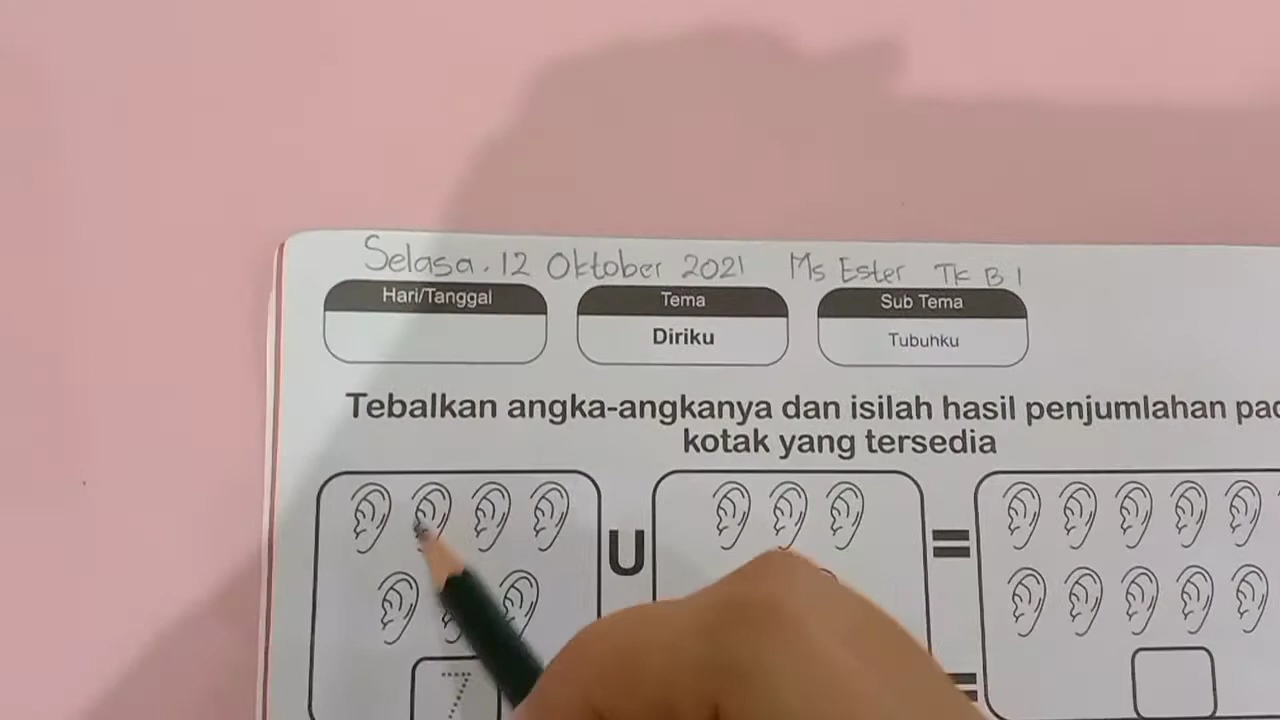 Selasa. 12 Oktober 2021 Ms Ester TK B 1
Hari/Tanggal Tema Sub Tema
Diriku Tubuhku
Tebalkan angka-angkanya dan isilah hasil penjumlahan
kotak yang tersedia
U =
7 =